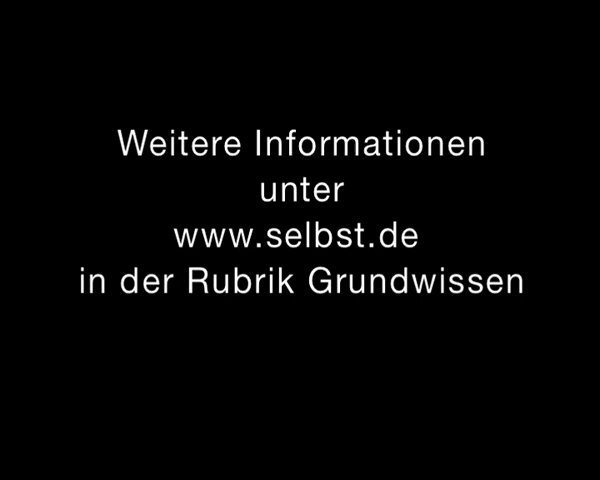 Weitere Informationen
unter
www.selbst.de
in der Rubrik Grundwissen